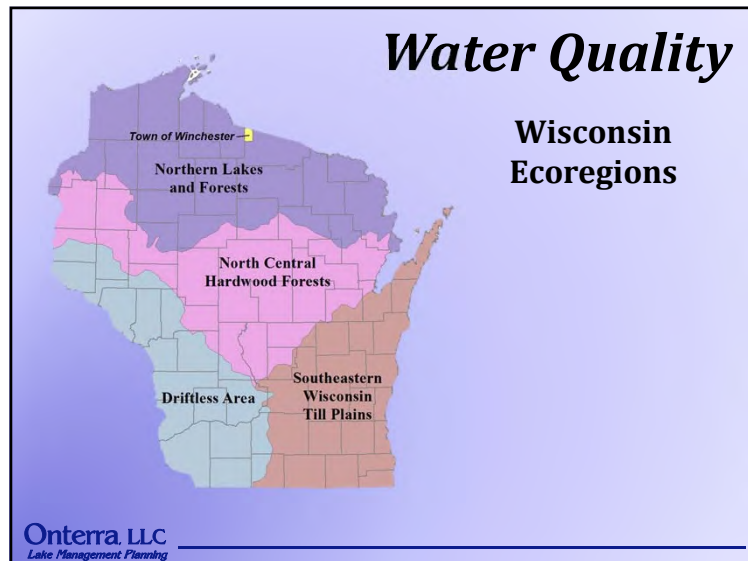 Water Quality
Wisconsin
Ecoregions
Town of Winchester
Northern Lakes
and Forests
North Central
Hardwood Forests
Southeastern
Wisconsin
Till Plains
Driftless Area
Onterra, LLC
Lake Management Planning